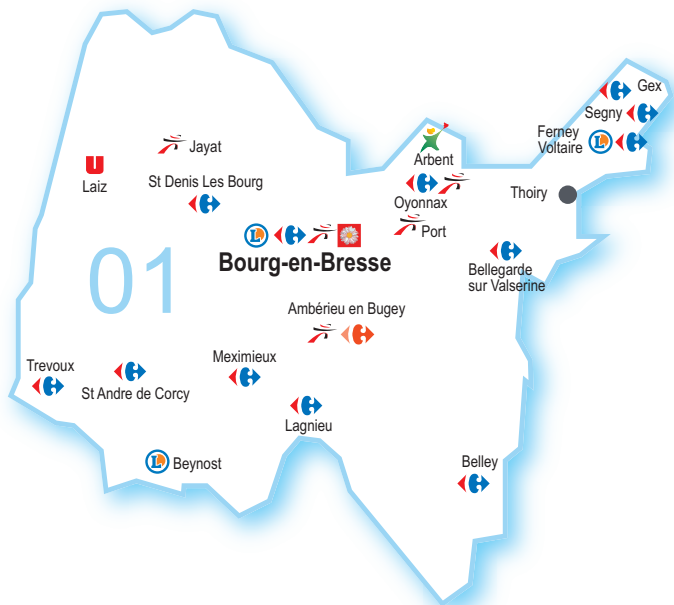 Gex
Segny
Ferney
Voltaire
L
Jayat
Arbent
U
Laiz
St Denis Les Bourg
Oyonnax
Thoiry
Port
L
Bourg-en-Bresse
01
Bellegarde
sur Valserine
Ambérieu en Bugey
Trevoux
Meximieux
St Andre de Corcy
Lagnieu
L
Beynost
Belley